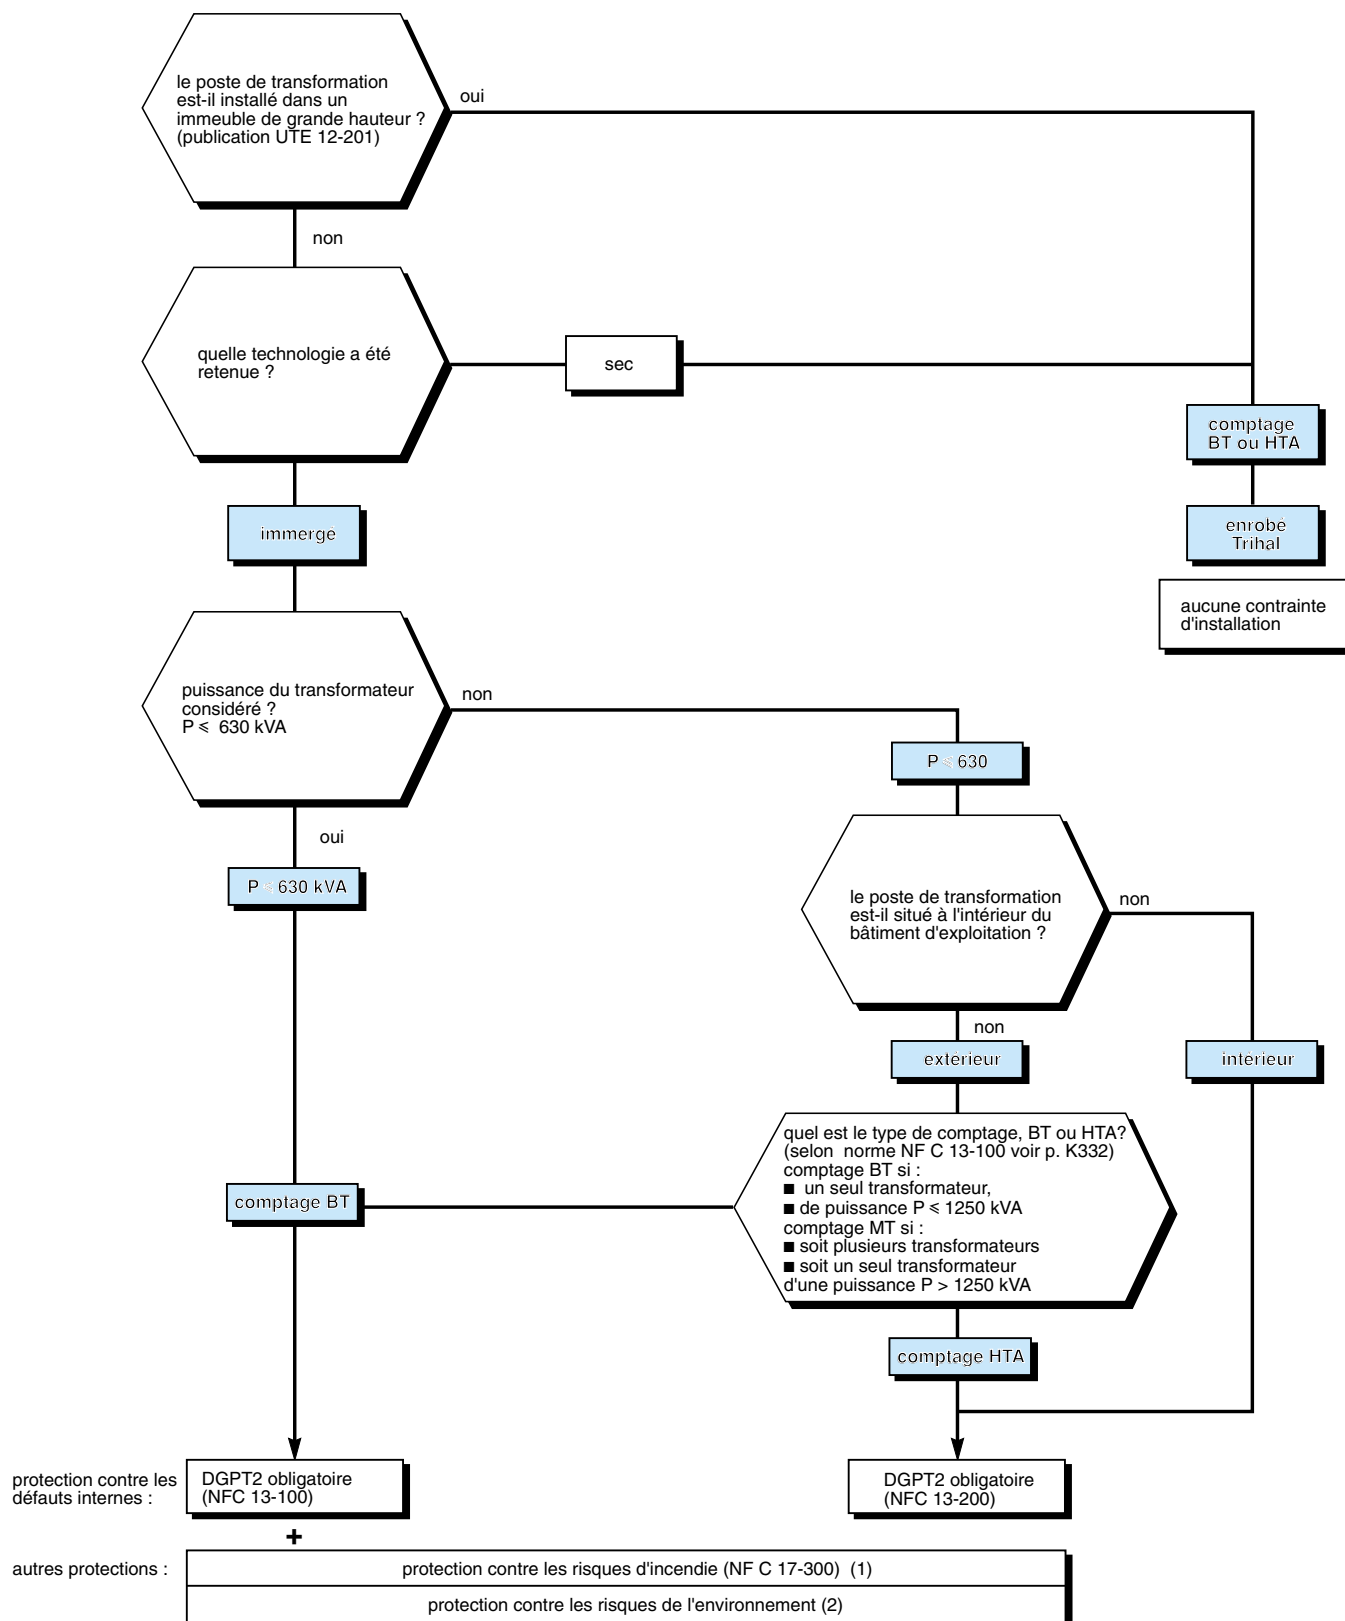 le poste de transformation
est-il installé dans un
immeuble de grande hauteur ?
(publication UTE 12-201)
oui
non
quelle technologie a été
retenue ?
sec
comptage
BT ou HTA
immergé
enrobé
Trihal
aucune contrainte
d'installation
puissance du transformateur
considéré ?
P ⩽ 630 kVA
non
P ⩽ 630
oui
P ⩽ 630 kVA
le poste de transformation
est-il situé à l'intérieur du
bâtiment d'exploitation ?
non
non
extérieur
intérieur
quel est le type de comptage, BT ou HTA?
(selon norme NF C 13-100 voir p. K332)
comptage BT si :
■ un seul transformateur,
■ de puissance P ⩽ 1250 kVA
comptage MT si :
■ soit plusieurs transformateurs
■ soit un seul transformateur
d'une puissance P > 1250 kVA
comptage BT
comptage HTA
protection contre les
défauts internes :
DGPT2 obligatoire
(NFC 13-100)
DGPT2 obligatoire
(NFC 13-200)
+
autres protections :
protection contre les risques d'incendie (NF C 17-300) (1)
protection contre les risques de l'environnement (2)